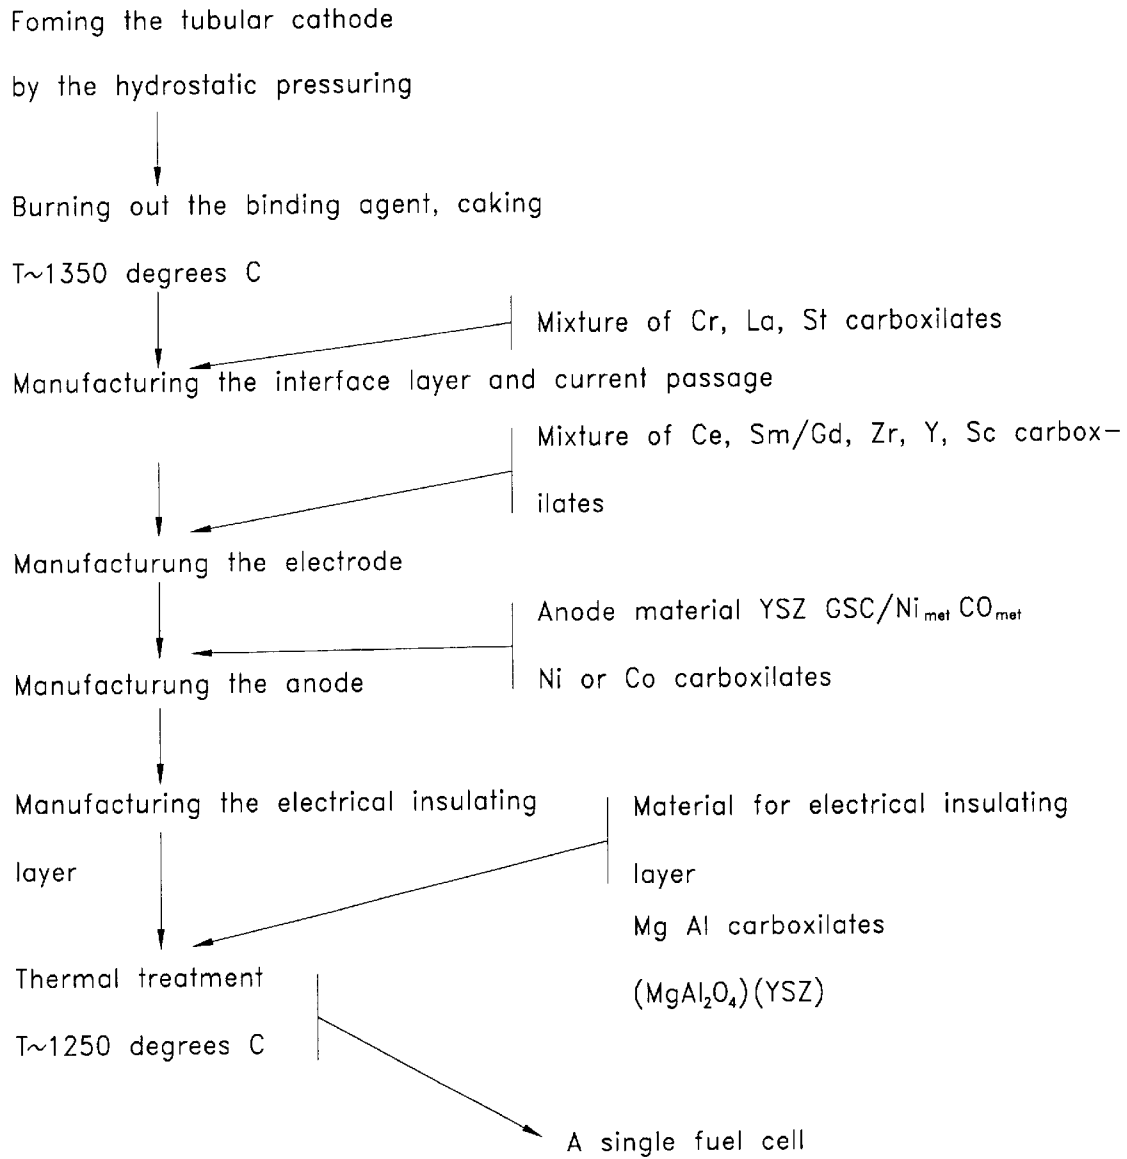 Foming the tubular cathode
by the hydrostatic pressuring
Burning out the binding agent, caking
T~1350 degrees C
Mixture of Cr, La, St carboxilates
Manufacturing the interface layer and current passage
Mixture of Ce, Sm/Gd, Zr, Y, Sc carbox-
ilates
Manufacturung the electrode
Anode material YSZ GSC/Ni_met CO_met
Ni or Co carboxilates
Manufacturung the anode
Manufacturing the electrical insulating
layer
Material for electrical insulating
layer
Mg Al carboxilates
(MgAl₂O₄)(YSZ)
Thermal treatment
T~1250 degrees C
A single fuel cell